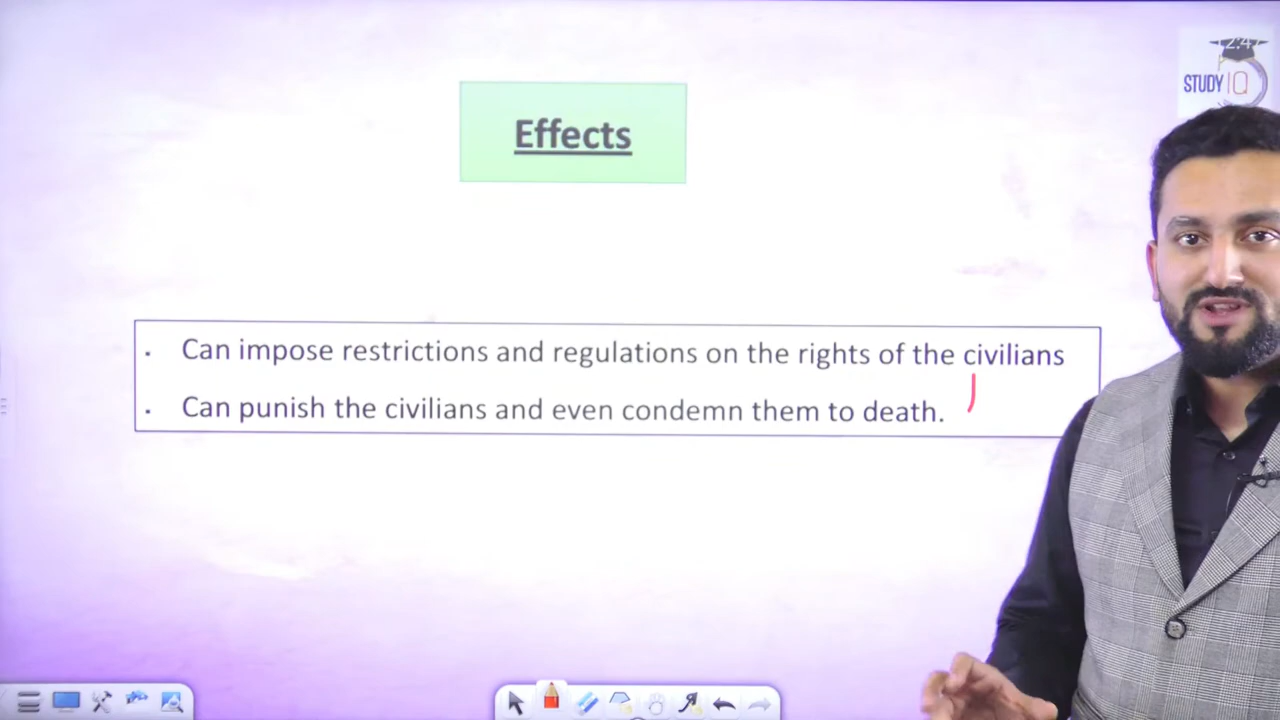 STUDY IQ
Effects
· Can impose restrictions and regulations on the rights of the civilians
· Can punish the civilians and even condemn them to death.